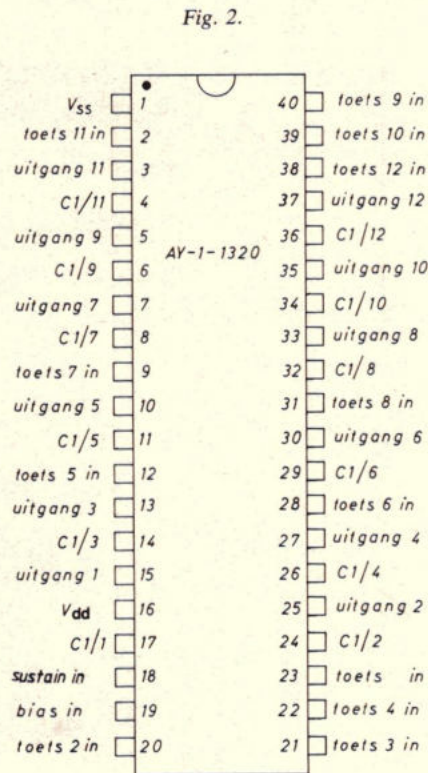 Fig. 2.
Vss 1 40 toets 9 in
toets 11 in 2 39 toets 10 in
uitgang 11 3 38 toets 12 in
C1/11 4 37 uitgang 12
uitgang 9 5 36 C1/12
AY-1-1320
C1/9 6 35 uitgang 10
uitgang 7 7 34 C1/10
C1/7 8 33 uitgang 8
toets 7 in 9 32 C1/8
uitgang 5 10 31 toets 8 in
C1/5 11 30 uitgang 6
toets 5 in 12 29 C1/6
uitgang 3 13 28 toets 6 in
C1/3 14 27 uitgang 4
uitgang 1 15 26 C1/4
Vdd 16 25 uitgang 2
C1/1 17 24 C1/2
sustain in 18 23 toets in
bias in 19 22 toets 4 in
toets 2 in 20 21 toets 3 in